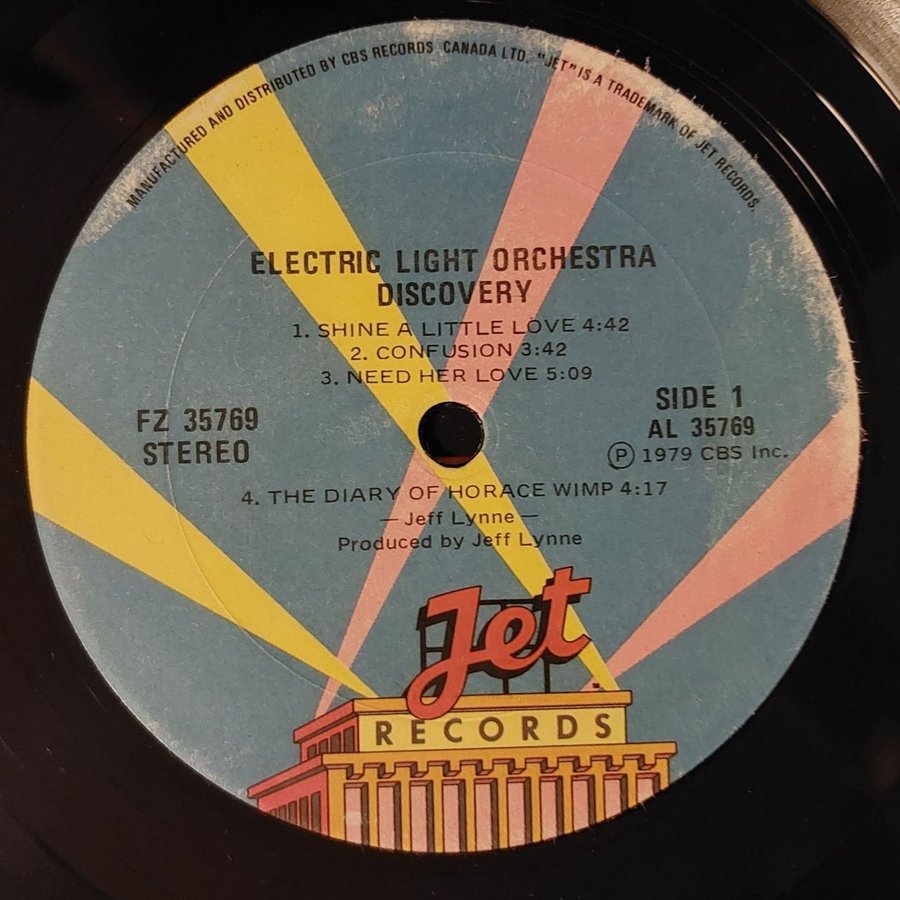 MANUFACTURED AND DISTRIBUTED BY CBS RECORDS CANADA LTD. "JET" IS A TRADEMARK OF JET RECORDS.
ELECTRIC LIGHT ORCHESTRA
DISCOVERY
1. SHINE A LITTLE LOVE 4:42
2. CONFUSION 3:42
3. NEED HER LOVE 5:09
FZ 35769
STEREO
SIDE 1
AL 35769
Ⓟ 1979 CBS Inc.
4. THE DIARY OF HORACE WIMP 4:17
— Jeff Lynne —
Produced by Jeff Lynne
Jet
RECORDS